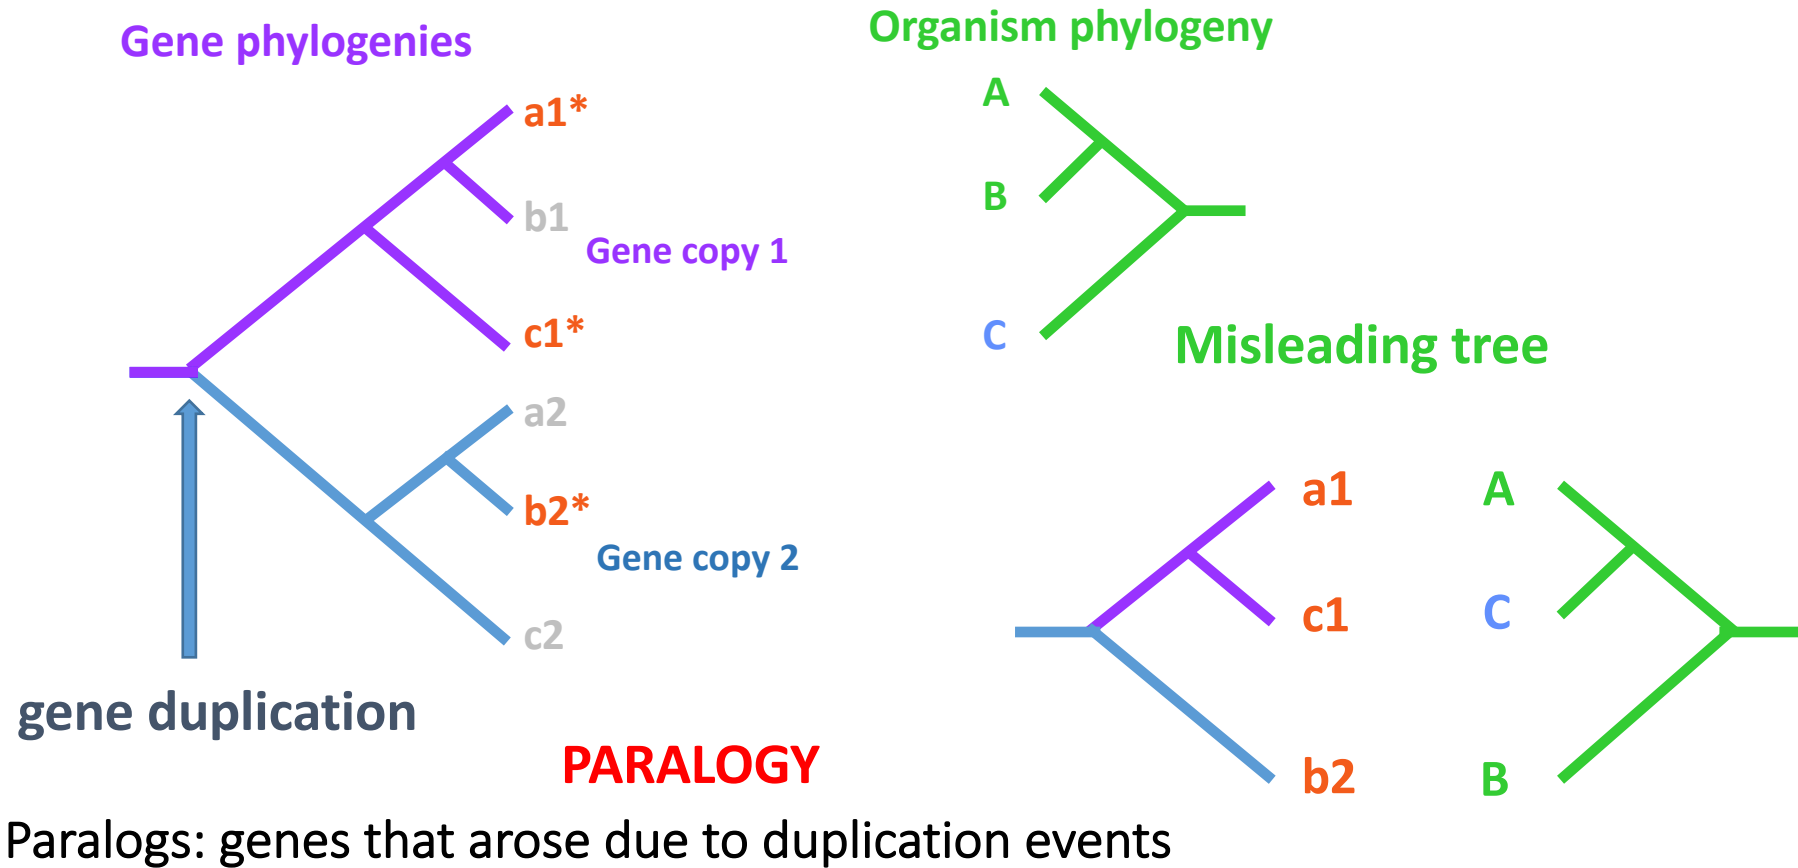 Gene phylogenies
a1*
b1
Gene copy 1
c1*
a2
b2*
Gene copy 2
c2
gene duplication
Organism phylogeny
A
B
C
Misleading tree
a1
c1
b2
A
C
B
PARALOGY
Paralogs: genes that arose due to duplication events